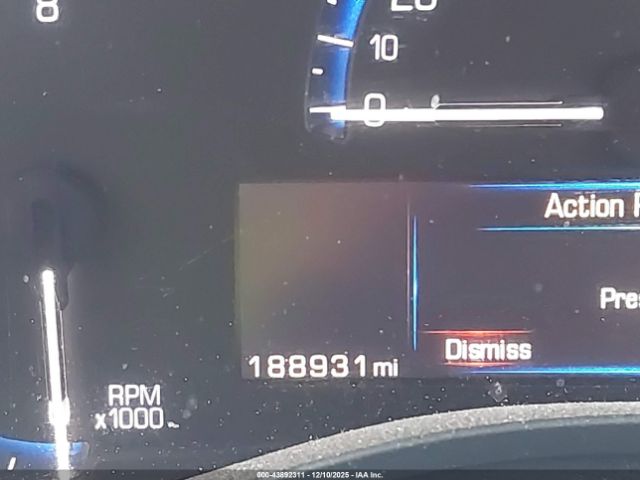 8
20
10
0
Action
Pres
Dismiss
188931 mi
RPM
x1000
000-43892311 - 12/10/2025 - IAA Inc.